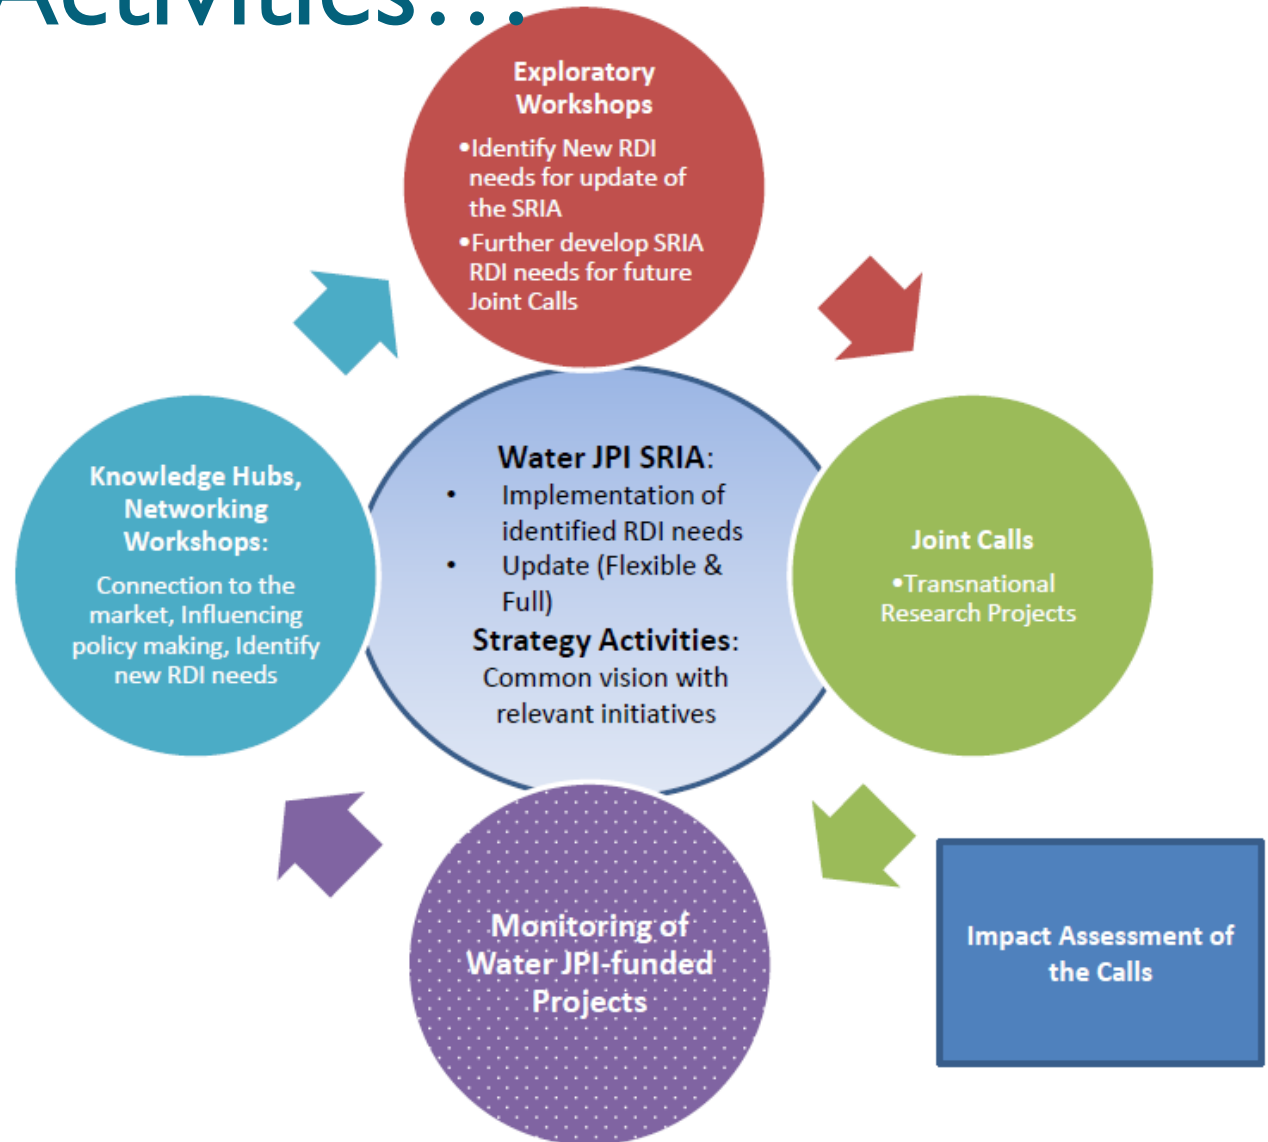 Activities...
Exploratory
Workshops
•Identify New RDI
needs for update of
the SRIA
•Further develop SRIA
RDI needs for future
Joint Calls
Knowledge Hubs,
Networking
Workshops:
Connection to the
market, Influencing
policy making, Identify
new RDI needs
Water JPI SRIA:
• Implementation of
identified RDI needs
• Update (Flexible &
Full)
Strategy Activities:
Common vision with
relevant initiatives
Joint Calls
•Transnational
Research Projects
Monitoring of
Water JPI-funded
Projects
Impact Assessment of
the Calls